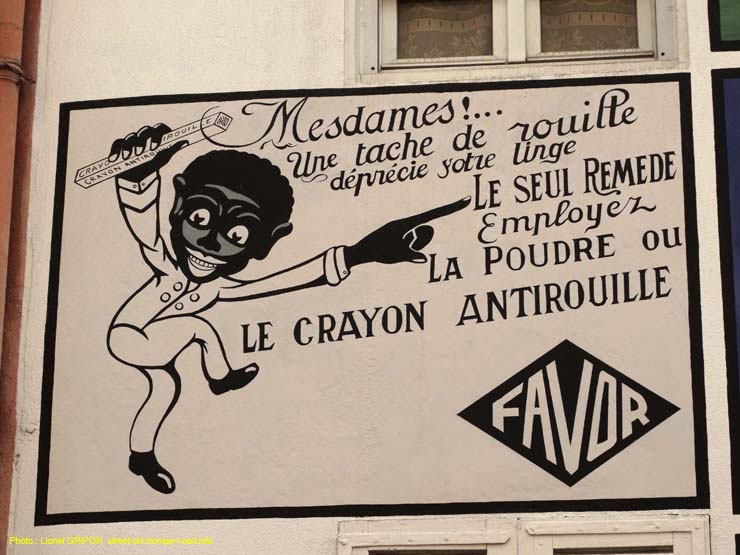 Mesdames!...
Une tache de rouille
déprécie votre linge
LE SEUL REMEDE
Employez
LA POUDRE OU
LE CRAYON ANTIROUILLE
FAVOR
CRAYON ANTIROUILLE
Photo : Lionel GRIPON